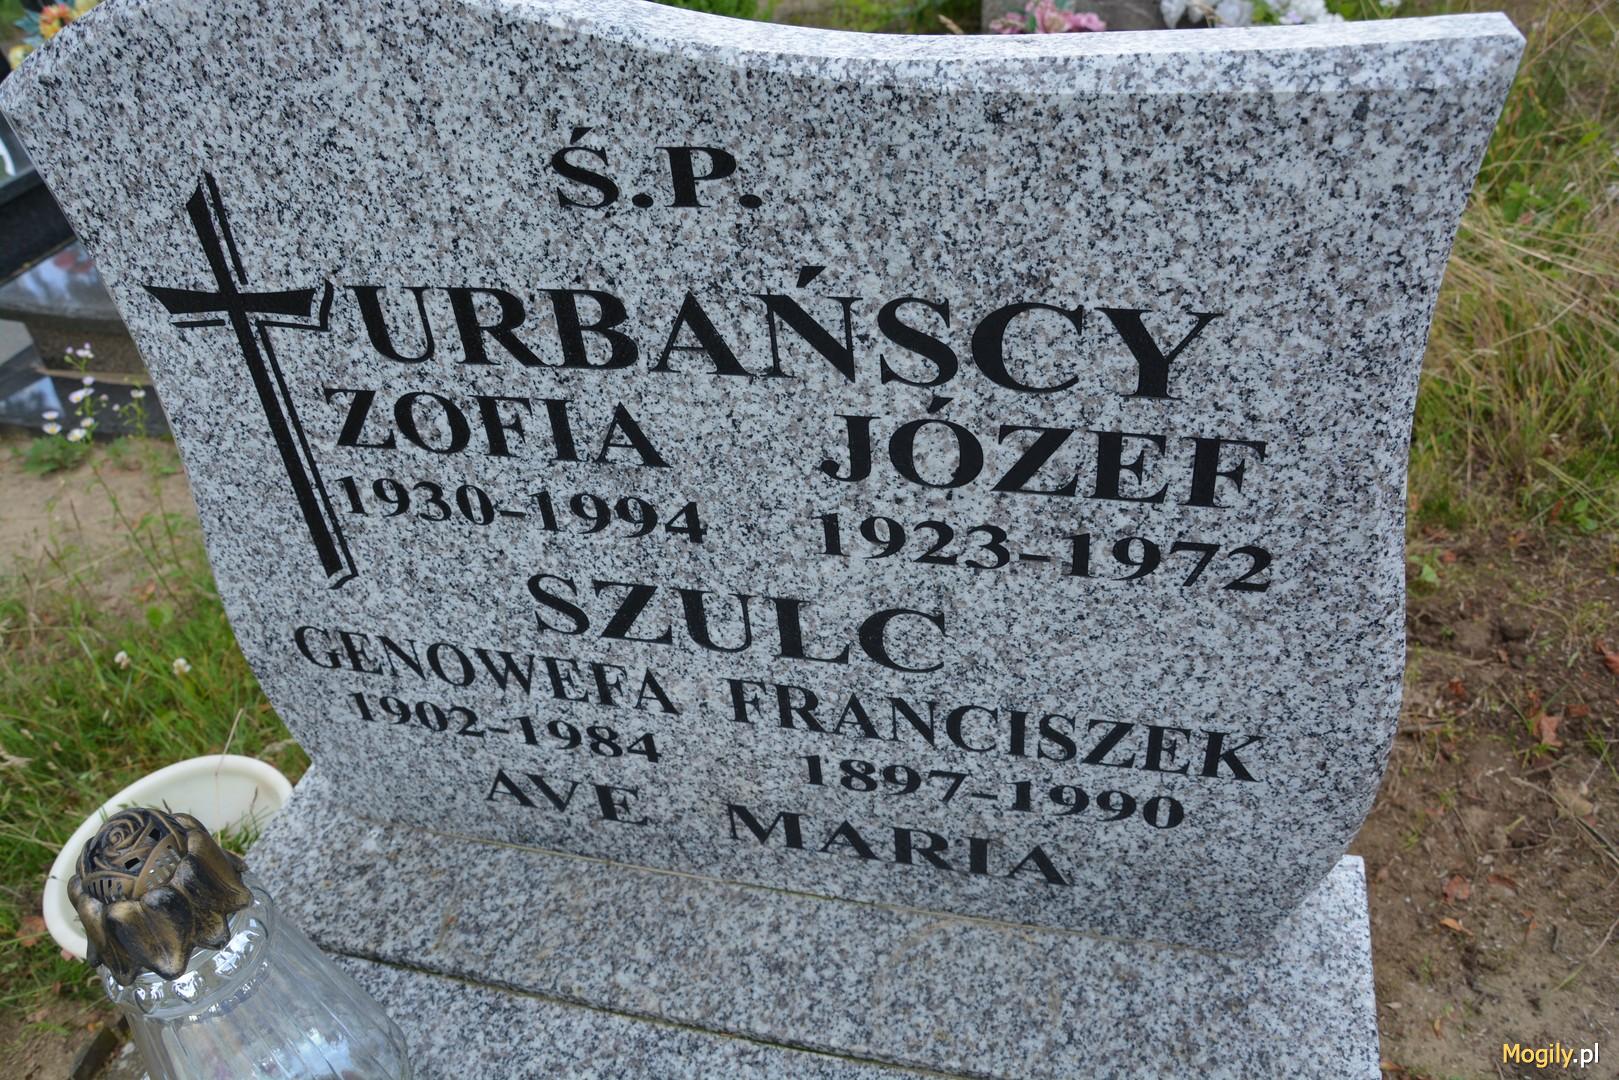 Ś.P.
URBAŃSCY
ZOFIA JÓZEF
1930-1994 1923-1972
SZULC
GENOWEFA FRANCISZEK
1902-1984 1897-1990
AVE MARIA
Mogily.pl